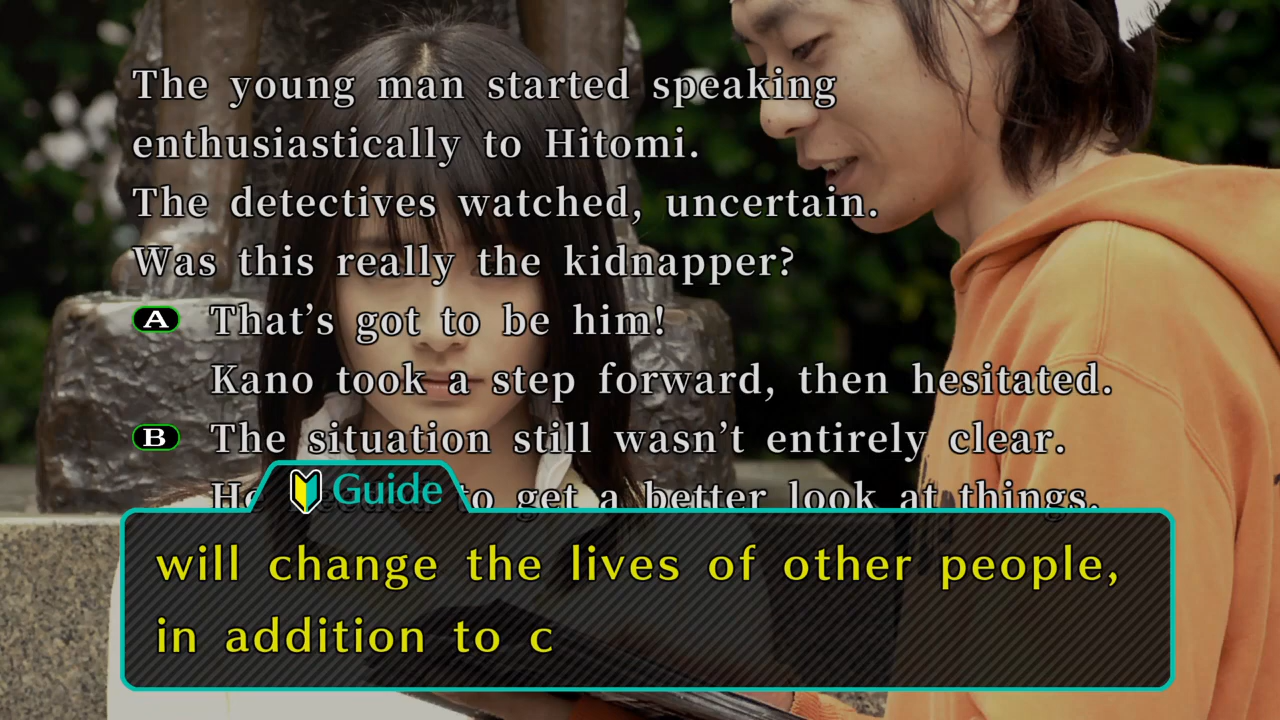 The young man started speaking
enthusiastically to Hitomi.
The detectives watched, uncertain.
Was this really the kidnapper?
A That's got to be him!
Kano took a step forward, then hesitated.
B The situation still wasn't entirely clear.
He needed to get a better look at things.
Guide
will change the lives of other people,
in addition to c